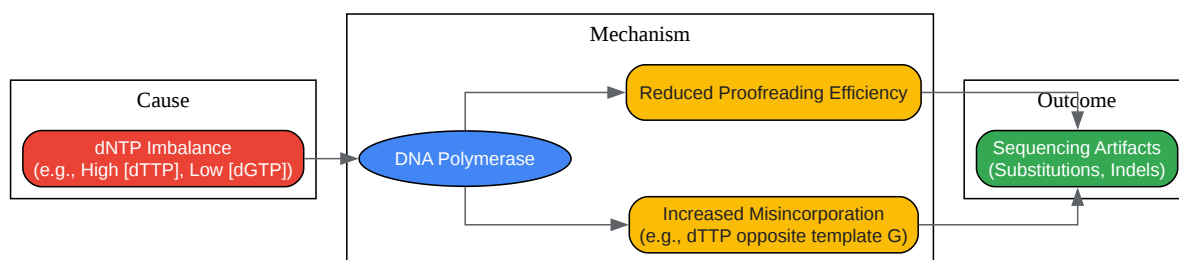 Cause
dNTP Imbalance
(e.g., High [dTTP], Low [dGTP])
Mechanism
DNA Polymerase
Reduced Proofreading Efficiency
Increased Misincorporation
(e.g., dTTP opposite template G)
Outcome
Sequencing Artifacts
(Substitutions, Indels)